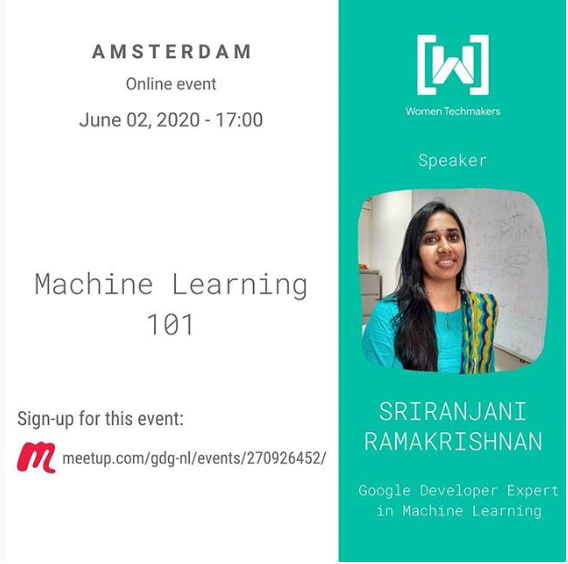 AMSTERDAM
Online event
June 02, 2020 - 17:00
Machine Learning
101
Sign-up for this event:
m meetup.com/gdg-nl/events/270926452/
[W]
Women Techmakers
Speaker
SRIRANJANI
RAMAKRISHNAN
Google Developer Expert
in Machine Learning